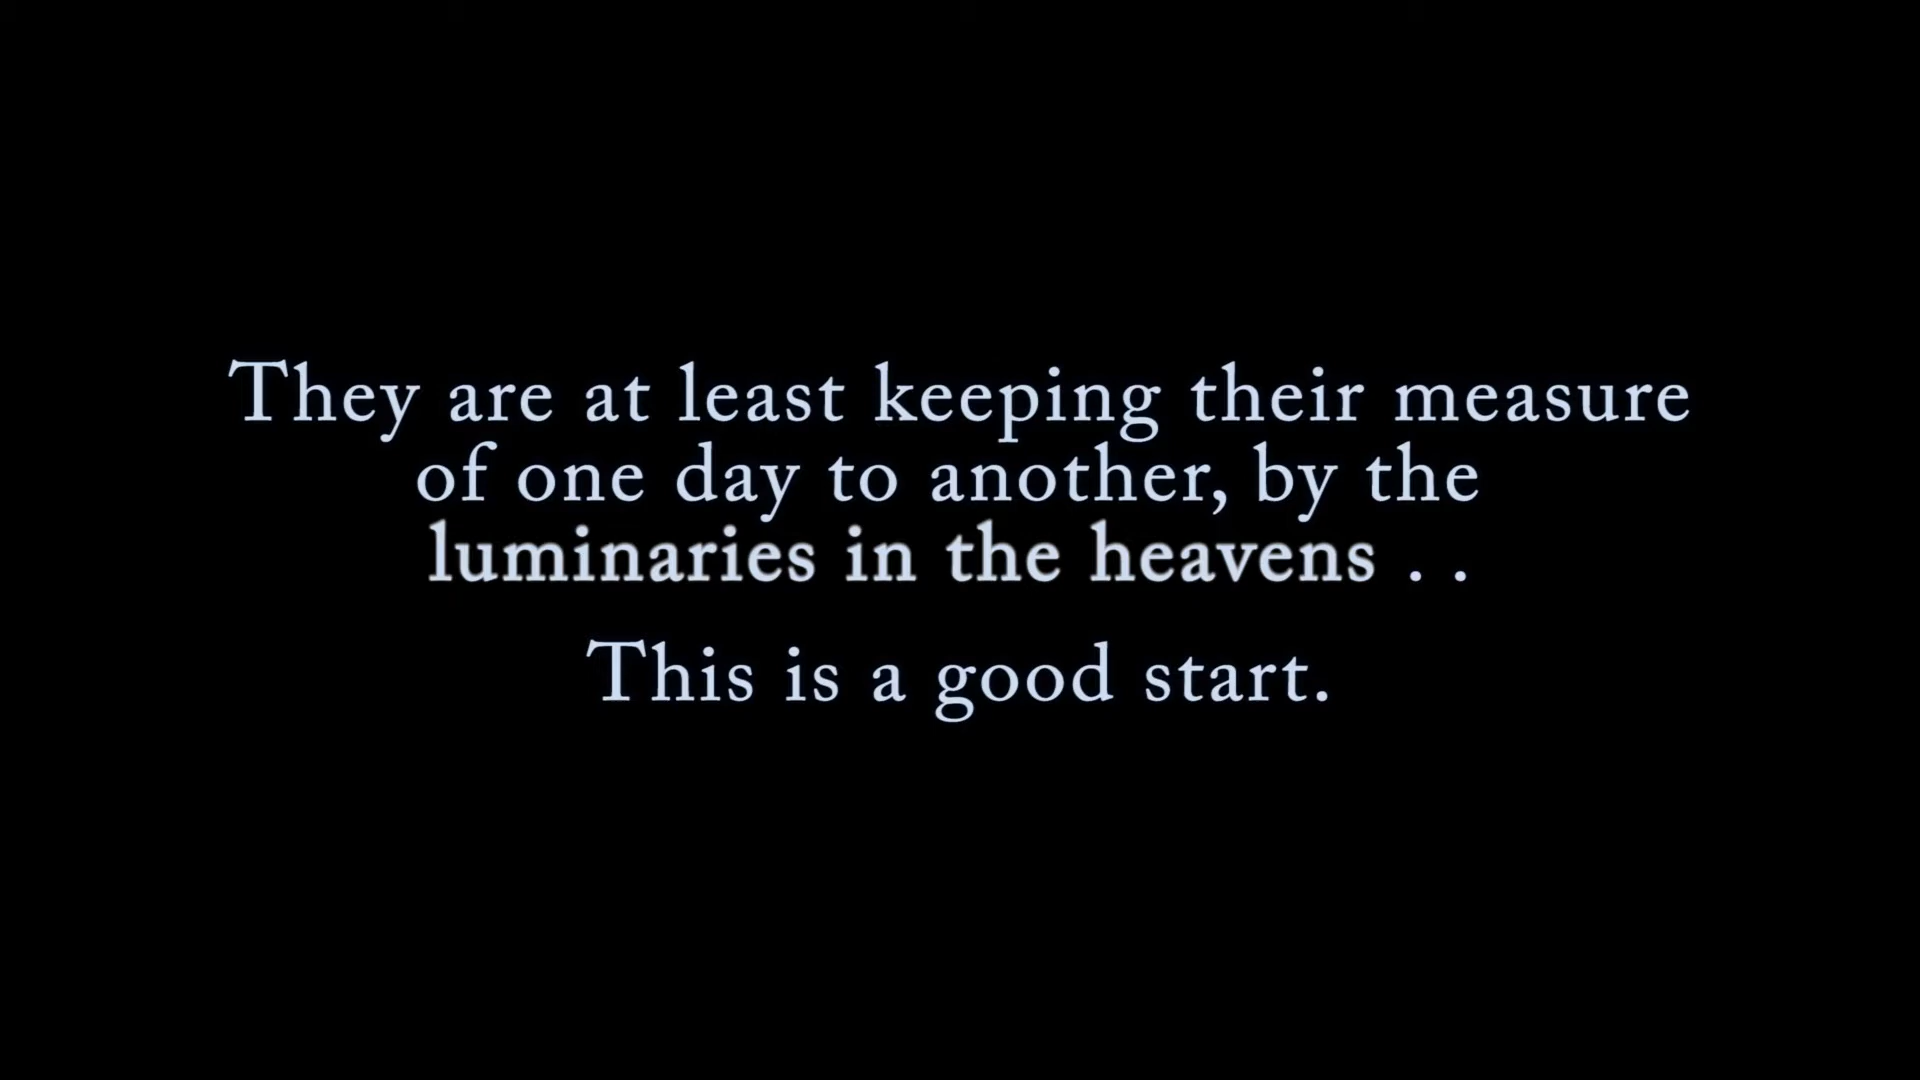 They are at least keeping their measure
of one day to another, by the
luminaries in the heavens . .
This is a good start.